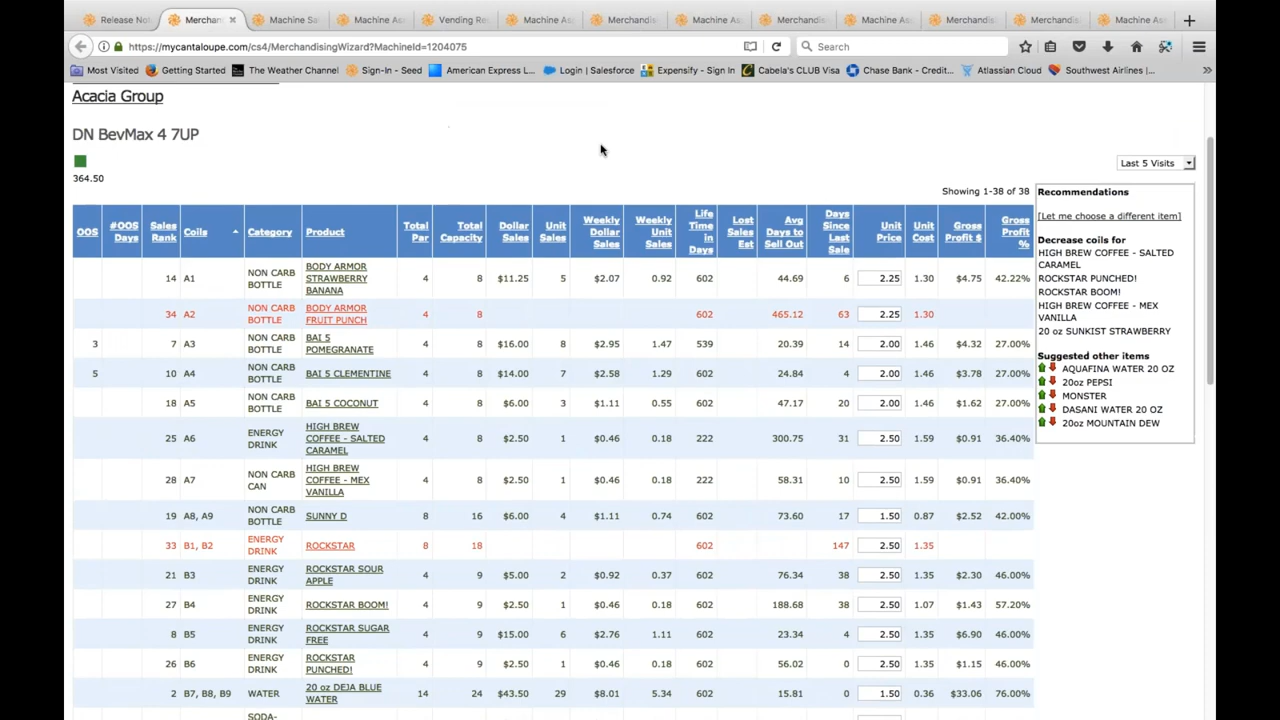 Release Not
Merchan
Machine Sa
Machine As
Vending Re
Machine As
Merchandis
Machine As
Merchandis
Machine As
Merchandis
Merchandis
Machine As
https://mycantaloupe.com/cs4/MerchandisingWizard?MachineId=1204075
Search
Most Visited
Getting Started
The Weather Channel
Sign-In - Seed
American Express L...
Login | Salesforce
Expensify - Sign In
Cabela's CLUB Visa
Chase Bank - Credit...
Atlassian Cloud
Southwest Airlines |...
Acacia Group
DN BevMax 4 7UP
364.50
Last 5 Visits
Showing 1-38 of 38
OOS #OOS Days Sales Rank Coils Category Product Total Par Total Capacity Dollar Sales Unit Sales Weekly Dollar Sales Weekly Unit Sales Life Time in Days Lost Sales Est Avg Days to Sell Out Days Since Last Sale Unit Price Unit Cost Gross Profit $ Gross Profit %
14 A1 NON CARB BOTTLE BODY ARMOR STRAWBERRY BANANA 4 8 $11.25 5 $2.07 0.92 602 44.69 6 2.25 1.30 $4.75 42.22%
34 A2 NON CARB BOTTLE BODY ARMOR FRUIT PUNCH 4 8 602 465.12 63 2.25 1.30
3 7 A3 NON CARB BOTTLE BAI 5 POMEGRANATE 4 8 $16.00 8 $2.95 1.47 539 20.39 14 2.00 1.46 $4.32 27.00%
5 10 A4 NON CARB BOTTLE BAI 5 CLEMENTINE 4 8 $14.00 7 $2.58 1.29 602 24.84 4 2.00 1.46 $3.78 27.00%
18 A5 NON CARB BOTTLE BAI 5 COCONUT 4 8 $6.00 3 $1.11 0.55 602 47.17 20 2.00 1.46 $1.62 27.00%
25 A6 ENERGY DRINK HIGH BREW COFFEE - SALTED CARAMEL 4 8 $2.50 1 $0.46 0.18 222 300.75 31 2.50 1.59 $0.91 36.40%
28 A7 NON CARB CAN HIGH BREW COFFEE - MEX VANILLA 4 8 $2.50 1 $0.46 0.18 222 58.31 10 2.50 1.59 $0.91 36.40%
19 A8, A9 NON CARB BOTTLE SUNNY D 8 16 $6.00 4 $1.11 0.74 602 73.60 17 1.50 0.87 $2.52 42.00%
33 B1, B2 ENERGY DRINK ROCKSTAR 8 18 602 147 2.50 1.35
21 B3 ENERGY DRINK ROCKSTAR SOUR APPLE 4 9 $5.00 2 $0.92 0.37 602 76.34 38 2.50 1.35 $2.30 46.00%
27 B4 ENERGY DRINK ROCKSTAR BOOM! 4 9 $2.50 1 $0.46 0.18 602 188.68 38 2.50 1.07 $1.43 57.20%
8 B5 ENERGY DRINK ROCKSTAR SUGAR FREE 4 9 $15.00 6 $2.76 1.11 602 23.34 4 2.50 1.35 $6.90 46.00%
26 B6 ENERGY DRINK ROCKSTAR PUNCHED! 4 9 $2.50 1 $0.46 0.18 602 56.02 0 2.50 1.35 $1.15 46.00%
2 B7, B8, B9 WATER 20 oz DEJA BLUE WATER 14 24 $43.50 29 $8.01 5.34 602 15.81 0 1.50 0.36 $33.06 76.00%
SODA-
Recommendations
[Let me choose a different item]
Decrease coils for
HIGH BREW COFFEE - SALTED
CARAMEL
ROCKSTAR PUNCHED!
ROCKSTAR BOOM!
HIGH BREW COFFEE - MEX
VANILLA
20 oz SUNKIST STRAWBERRY
Suggested other items
AQUAFINA WATER 20 OZ
20oz PEPSI
MONSTER
DASANI WATER 20 OZ
20oz MOUNTAIN DEW